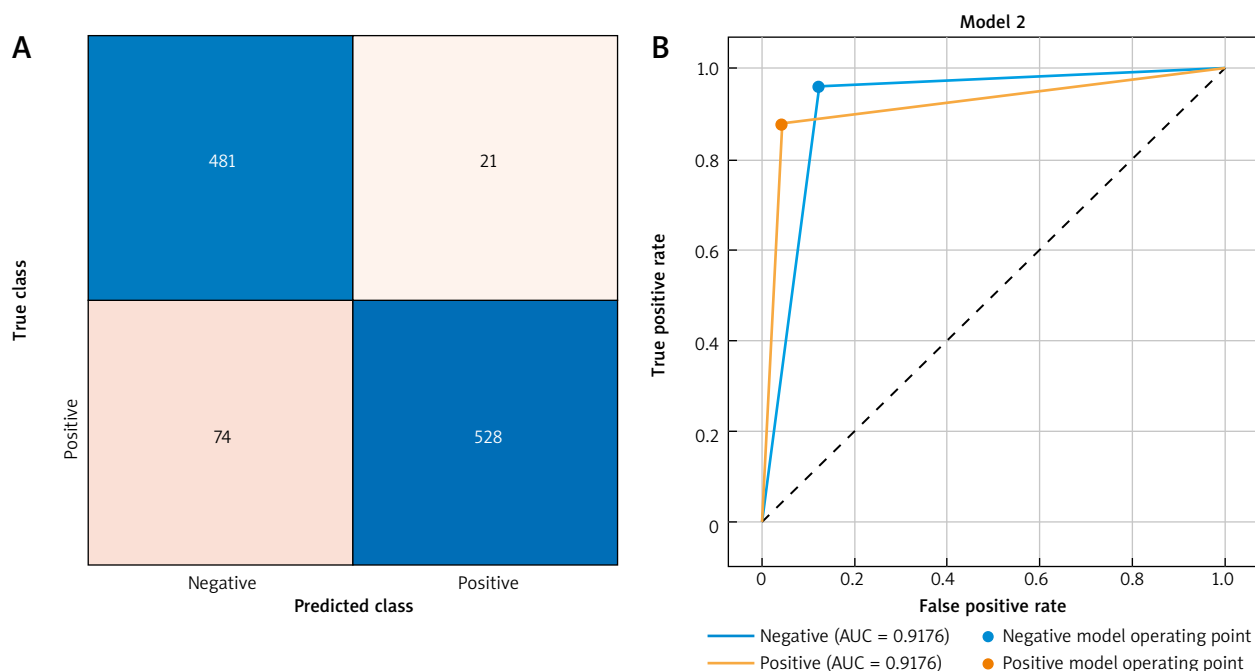 A
481
21
74
528
True class
Positive
Negative
Positive
Predicted class
B
Model 2
1.0
0.8
0.6
0.4
0.2
0
True positive rate
0 0.2 0.4 0.6 0.8 1.0
False positive rate
Negative (AUC = 0.9176) Negative model operating point
Positive (AUC = 0.9176) Positive model operating point